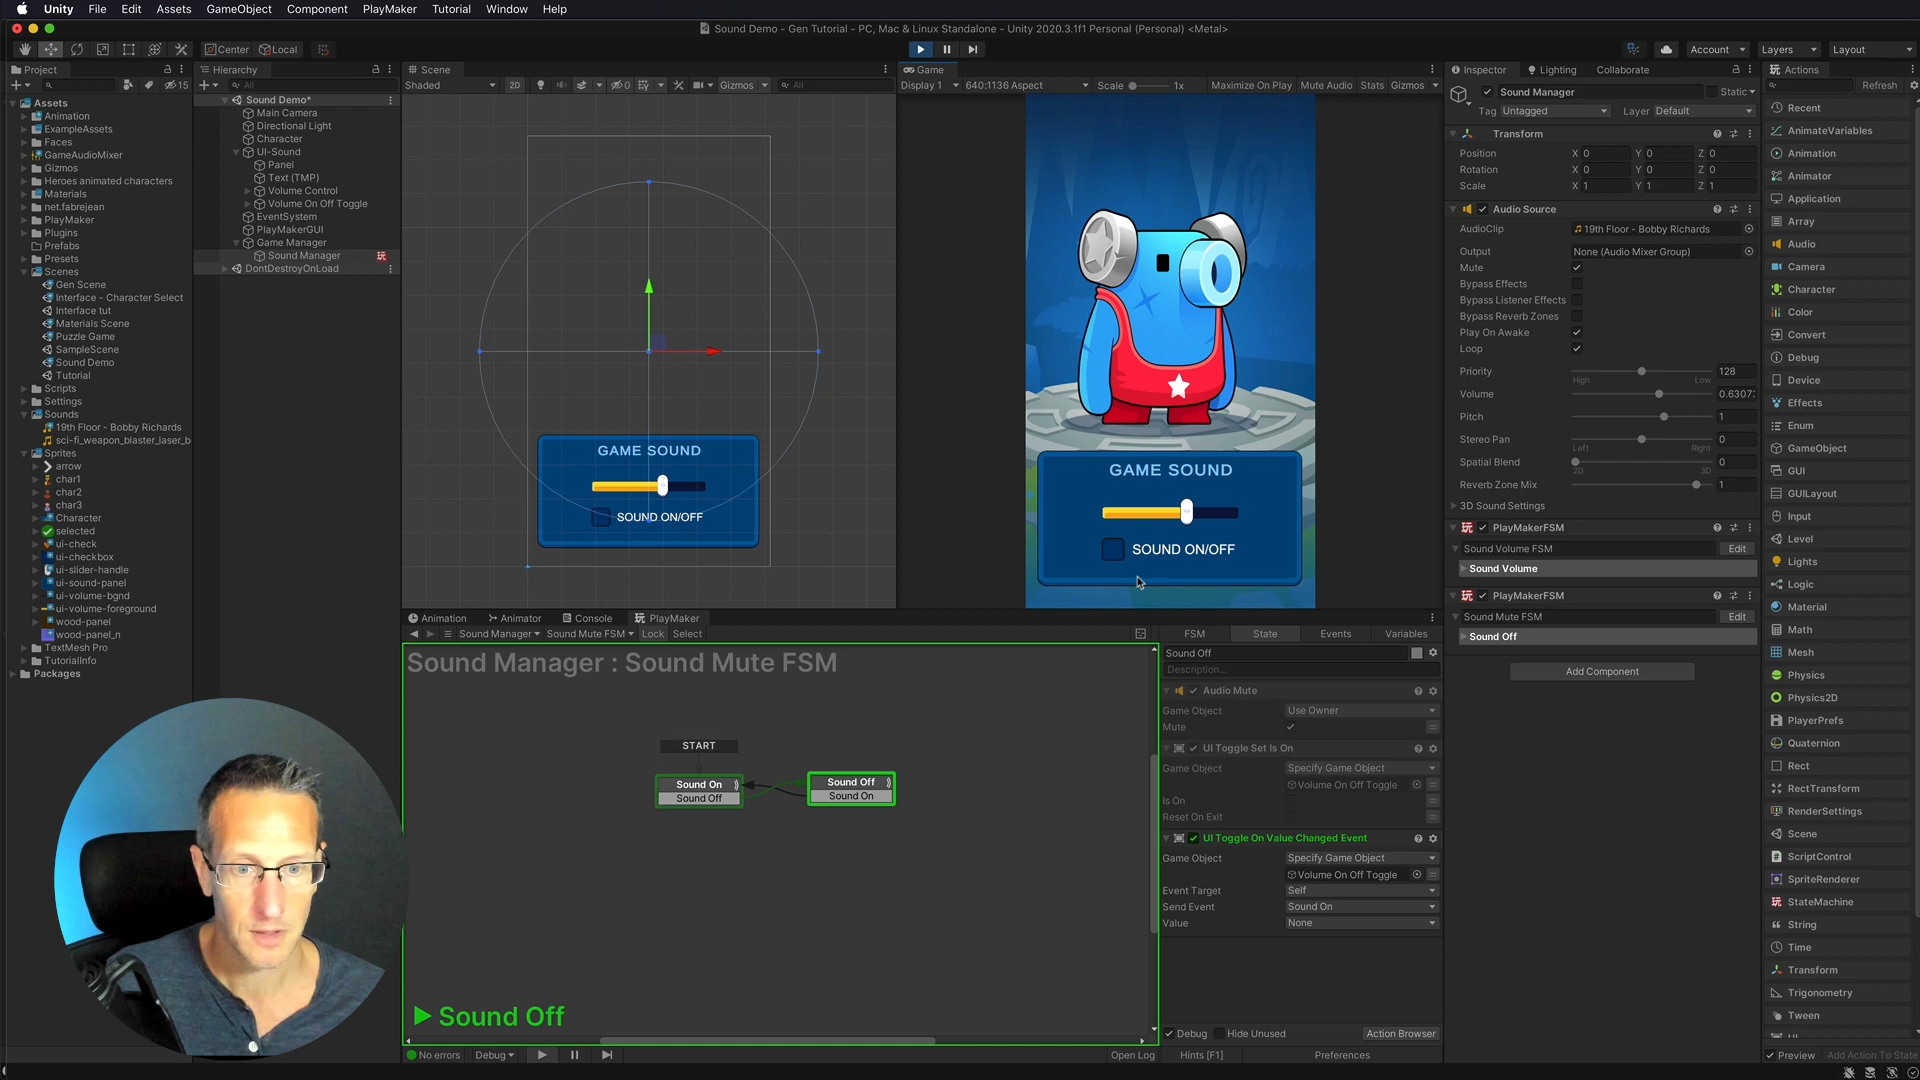 Unity File Edit Assets GameObject Component PlayMaker Tutorial Window Help
Sound Demo - Gen Tutorial - PC, Mac & Linux Standalone - Unity 2020.3.1f1 Personal (Personal) <Metal>
Center Local Account Layers Layout
Project
15
Assets
Animation
ExampleAssets
Faces
GameAudioMixer
Gizmos
Heroes animated characters
Materials
net.fabrejean
PlayMaker
Plugins
Prefabs
Presets
Scenes
Gen Scene
Interface - Character Select
Interface tut
Materials Scene
Puzzle Game
SampleScene
Sound Demo
Tutorial
Scripts
Settings
Sounds
19th Floor - Bobby Richards
sci-fi_weapon_blaster_laser_b
Sprites
arrow
char1
char2
char3
Character
selected
ui-check
ui-checkbox
ui-slider-handle
ui-sound-panel
ui-volume-bgnd
ui-volume-foreground
wood-panel
wood-panel_n
TextMesh Pro
TutorialInfo
Packages
Hierarchy
All
Sound Demo*
Main Camera
Directional Light
Character
UI-Sound
Panel
Text (TMP)
Volume Control
Volume On Off Toggle
EventSystem
PlayMakerGUI
Game Manager
Sound Manager
DontDestroyOnLoad
Scene
Shaded 2D 0 Gizmos All
GAME SOUND
SOUND ON/OFF
Game
Display 1 640:1136 Aspect Scale 1x Maximize On Play Mute Audio Stats Gizmos
GAME SOUND
SOUND ON/OFF
Animation Animator Console PlayMaker
Sound Manager Sound Mute FSM Lock Select
Sound Manager : Sound Mute FSM
START
Sound On
Sound Off
Sound Off
Sound On
Sound Off
No errors Debug Open Log
FSM State Events Variables
Sound Off
Description...
Audio Mute
Game Object Use Owner
Mute
UI Toggle Set Is On
Game Object Specify Game Object
Volume On Off Toggle
Is On
Reset On Exit
UI Toggle On Value Changed Event
Game Object Specify Game Object
Volume On Off Toggle
Event Target Self
Send Event Sound On
Value None
Debug Hide Unused Action Browser
Hints [F1] Preferences
Inspector Lighting Collaborate
Sound Manager Static
Tag Untagged Layer Default
Transform
Position X 0 Y 0 Z 0
Rotation X 0 Y 0 Z 0
Scale X 1 Y 1 Z 1
Audio Source
AudioClip 19th Floor - Bobby Richards
Output None (Audio Mixer Group)
Mute
Bypass Effects
Bypass Listener Effects
Bypass Reverb Zones
Play On Awake
Loop
Priority 128
High Low
Volume 0.6307
Pitch 1
Stereo Pan 0
Left Right
Spatial Blend 0
2D 3D
Reverb Zone Mix 1
3D Sound Settings
PlayMakerFSM
Sound Volume FSM Edit
Sound Volume
PlayMakerFSM
Sound Mute FSM Edit
Sound Off
Add Component
Actions
Refresh
Recent
AnimateVariables
Animation
Animator
Application
Array
Audio
Camera
Character
Color
Convert
Debug
Device
Effects
Enum
GameObject
GUI
GUILayout
Input
Level
Lights
Logic
Material
Math
Mesh
Physics
Physics2D
PlayerPrefs
Quaternion
Rect
RectTransform
RenderSettings
Scene
ScriptControl
SpriteRenderer
StateMachine
String
Time
Transform
Trigonometry
Tween
Preview Add Action To State